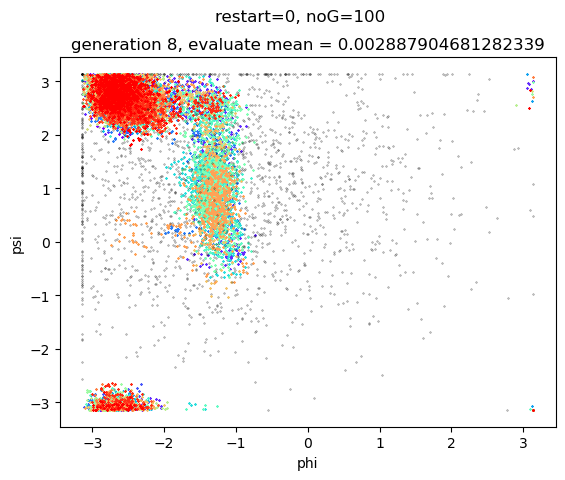 restart=0, noG=100
generation 8, evaluate mean = 0.002887904681282339
3
2
1
0
−1
−2
−3
psi
−3 −2 −1 0 1 2 3
phi